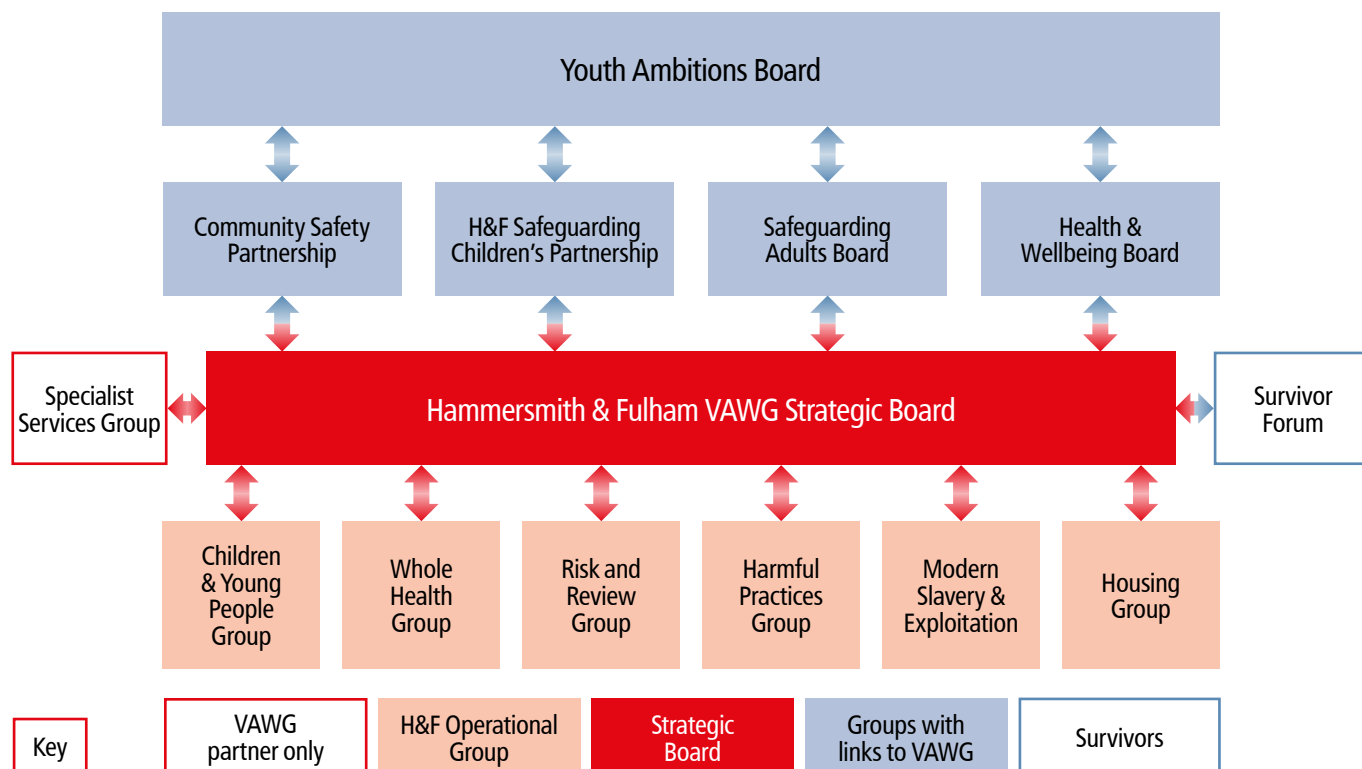 Youth Ambitions Board
Community Safety
Partnership
H&F Safeguarding
Children’s Partnership
Safeguarding
Adults Board
Health &
Wellbeing Board
Specialist
Services Group
Hammersmith & Fulham VAWG Strategic Board
Survivor
Forum
Children
& Young
People
Group
Whole
Health
Group
Risk and
Review
Group
Harmful
Practices
Group
Modern
Slavery &
Exploitation
Housing
Group
Key
VAWG
partner only
H&F Operational
Group
Strategic
Board
Groups with
links to VAWG
Survivors